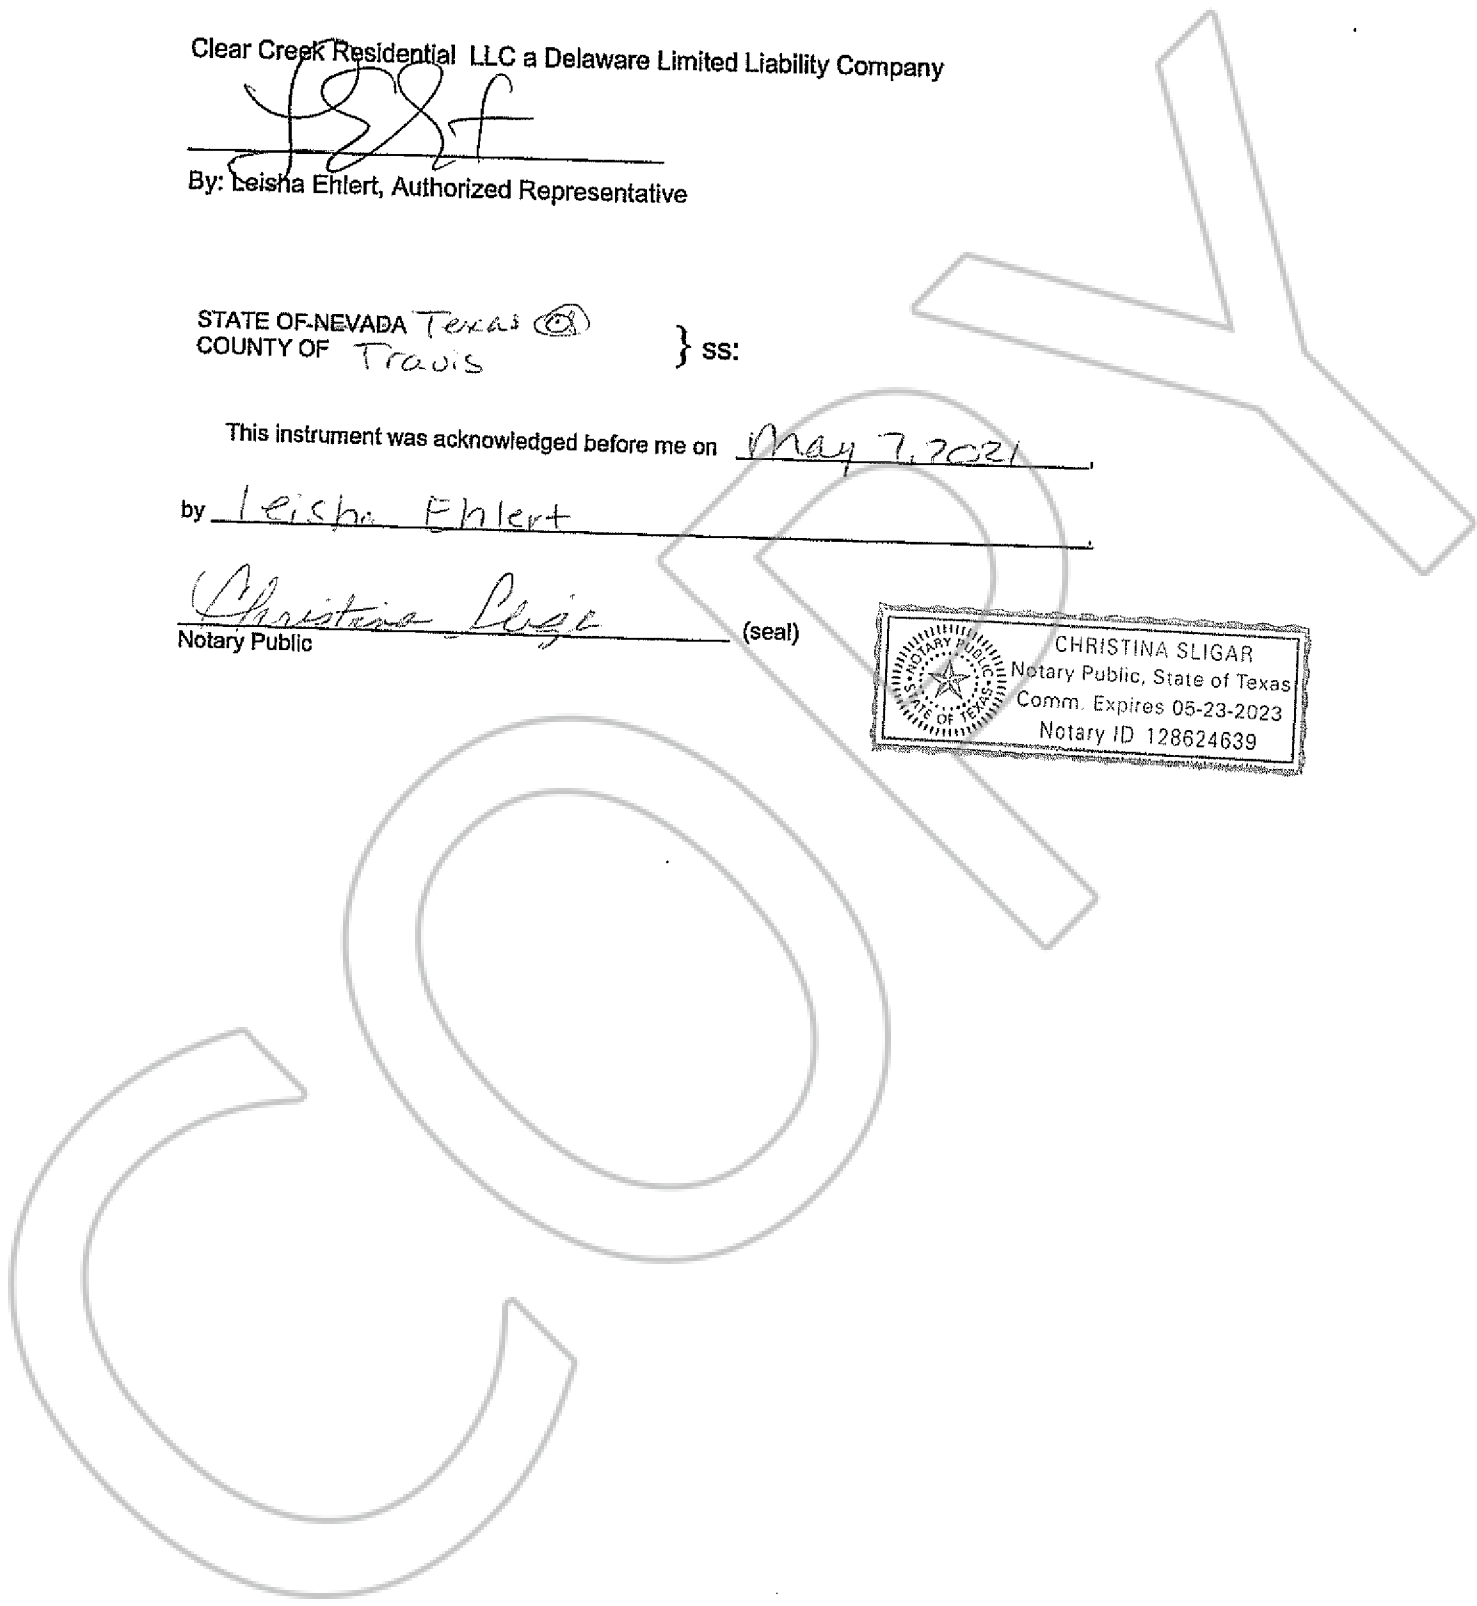 Clear Creek Residential LLC a Delaware Limited Liability Company
By: Leisha Ehlert, Authorized Representative
STATE OF NEVADA Texas
COUNTY OF Travis } ss:
This instrument was acknowledged before me on May 7, 2021,
by Leisha Ehlert,
Christina Sligar
Notary Public (seal)
NOTARY PUBLIC
STATE OF TEXAS
CHRISTINA SLIGAR
Notary Public, State of Texas
Comm. Expires 05-23-2023
Notary ID 128624639
COPY